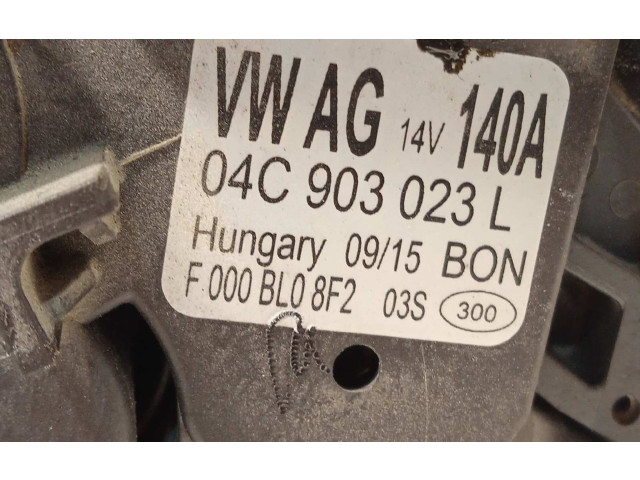 VW AG 14V 140A
04C 903 023 L
Hungary 09/15 BON
F 000 BL0 8F2 03S 300